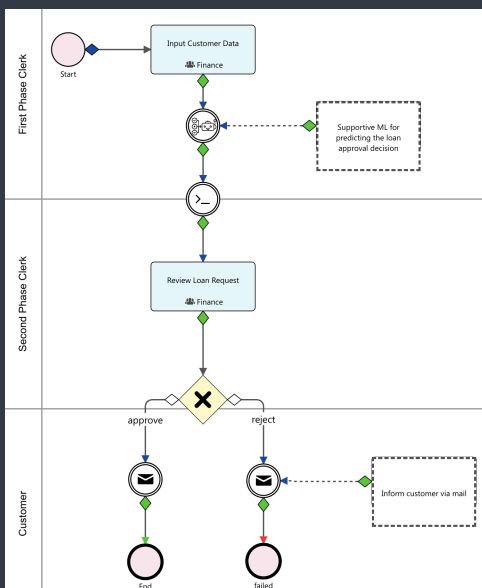 First Phase Clerk
Start
Input Customer Data
Finance
Supportive ML for
predicting the loan
approval decision
>_
Second Phase Clerk
Review Loan Request
Finance
approve
reject
Customer
Inform customer via mail
End
failed